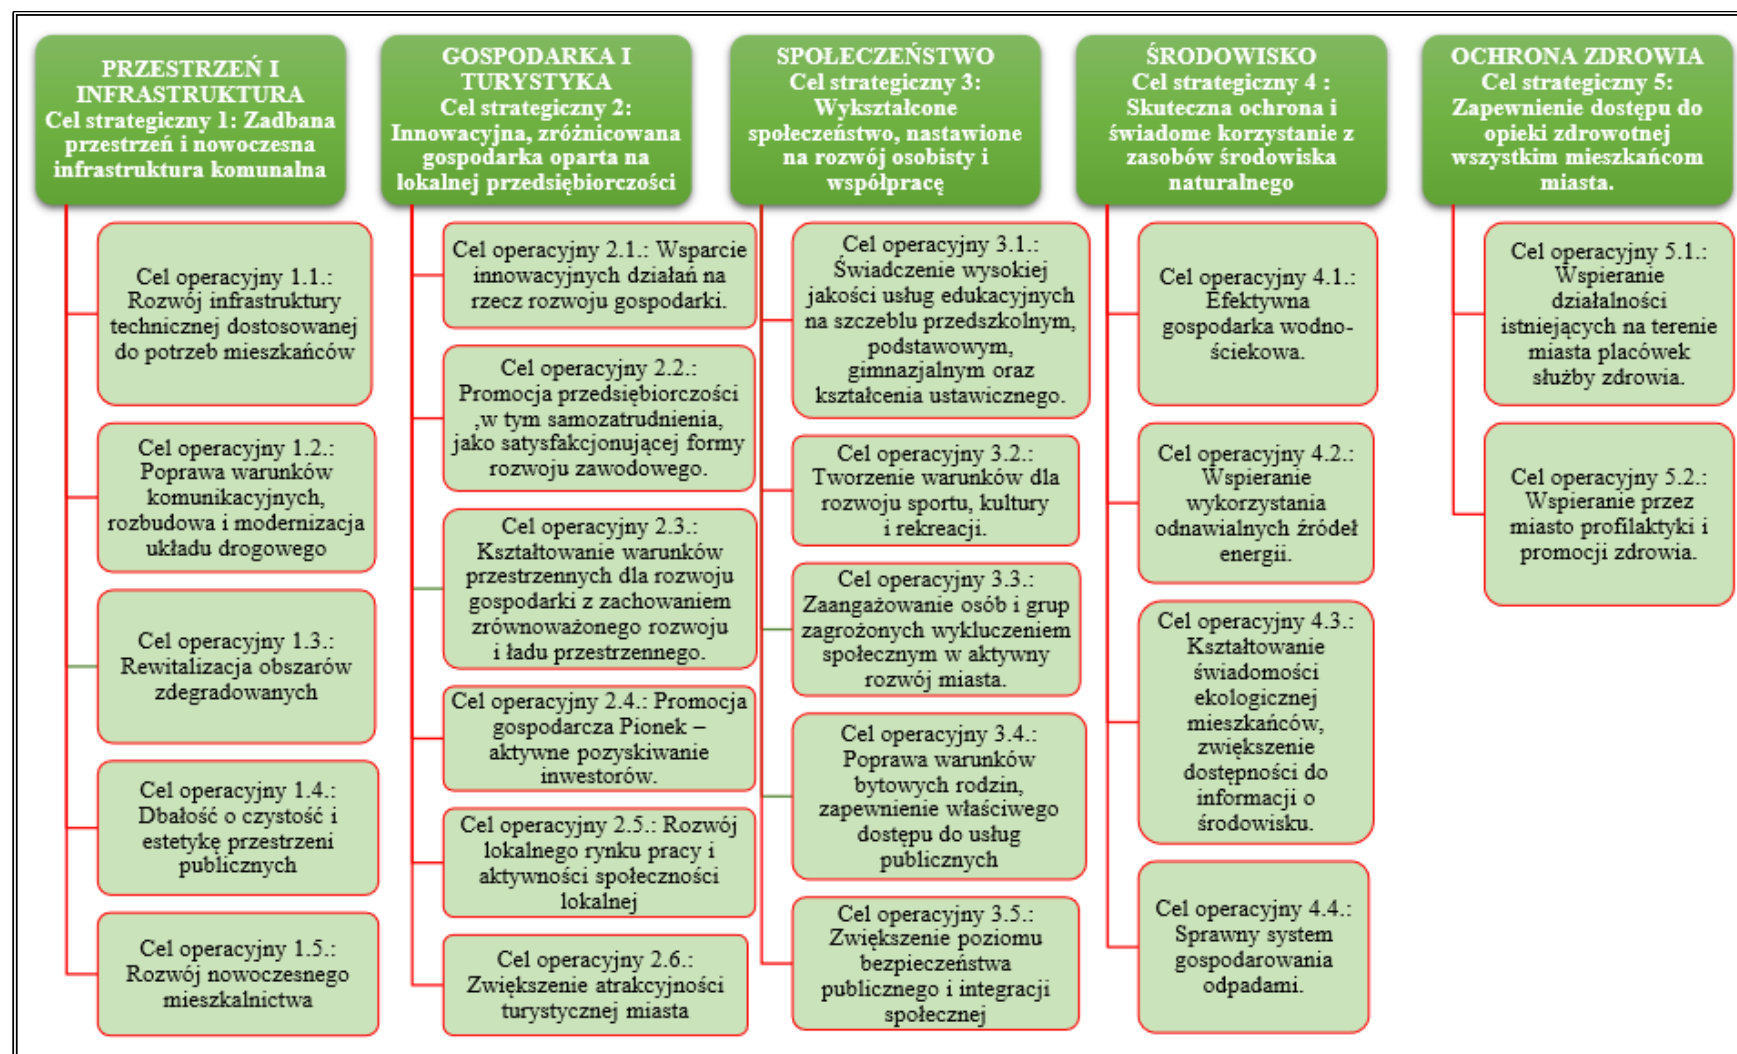 PRZESTRZEŃ I
INFRASTRUKTURA
Cel strategiczny 1: Zadbana
przestrzeń i nowoczesna
infrastruktura komunalna
Cel operacyjny 1.1.:
Rozwój infrastruktury
technicznej dostosowanej
do potrzeb mieszkańców
Cel operacyjny 1.2.:
Poprawa warunków
komunikacyjnych,
rozbudowa i modernizacja
układu drogowego
Cel operacyjny 1.3.:
Rewitalizacja obszarów
zdegradowanych
Cel operacyjny 1.4.:
Dbałość o czystość i
estetykę przestrzeni
publicznych
Cel operacyjny 1.5.:
Rozwój nowoczesnego
mieszkalnictwa
GOSPODARKA I
TURYSTYKA
Cel strategiczny 2:
Innowacyjna, zróżnicowana
gospodarka oparta na
lokalnej przedsiębiorczości
Cel operacyjny 2.1.: Wsparcie
innowacyjnych działań na
rzecz rozwoju gospodarki.
Cel operacyjny 2.2.:
Promocja przedsiębiorczości
,w tym samozatrudnienia,
jako satysfakcjonującej formy
rozwoju zawodowego.
Cel operacyjny 2.3.:
Kształtowanie warunków
przestrzennych dla rozwoju
gospodarki z zachowaniem
zrównoważonego rozwoju
i ładu przestrzennego.
Cel operacyjny 2.4.: Promocja
gospodarcza Pionek –
aktywne pozyskiwanie
inwestorów.
Cel operacyjny 2.5.: Rozwój
lokalnego rynku pracy i
aktywności społeczności
lokalnej
Cel operacyjny 2.6.:
Zwiększenie atrakcyjności
turystycznej miasta
SPOŁECZEŃSTWO
Cel strategiczny 3:
Wykształcone
społeczeństwo, nastawione
na rozwój osobisty i
współpracę
Cel operacyjny 3.1.:
Świadczenie wysokiej
jakości usług edukacyjnych
na szczeblu przedszkolnym,
podstawowym,
gimnazjalnym oraz
kształcenia ustawicznego.
Cel operacyjny 3.2.:
Tworzenie warunków dla
rozwoju sportu, kultury
i rekreacji.
Cel operacyjny 3.3.:
Zaangażowanie osób i grup
zagrożonych wykluczeniem
społecznym w aktywny
rozwój miasta.
Cel operacyjny 3.4.:
Poprawa warunków
bytowych rodzin,
zapewnienie właściwego
dostępu do usług
publicznych
Cel operacyjny 3.5.:
Zwiększenie poziomu
bezpieczeństwa
publicznego i integracji
społecznej
ŚRODOWISKO
Cel strategiczny 4 :
Skuteczna ochrona i
świadome korzystanie z
zasobów środowiska
naturalnego
Cel operacyjny 4.1.:
Efektywna
gospodarka wodno-
ściekowa.
Cel operacyjny 4.2.:
Wspieranie
wykorzystania
odnawialnych źródeł
energii.
Cel operacyjny 4.3.:
Kształtowanie
świadomości
ekologicznej
mieszkańców,
zwiększenie
dostępności do
informacji o
środowisku.
Cel operacyjny 4.4.:
Sprawny system
gospodarowania
odpadami.
OCHRONA ZDROWIA
Cel strategiczny 5:
Zapewnienie dostępu do
opieki zdrowotnej
wszystkim mieszkańcom
miasta.
Cel operacyjny 5.1.:
Wspieranie
działalności
istniejących na terenie
miasta placówek
służby zdrowia.
Cel operacyjny 5.2.:
Wspieranie przez
miasto profilaktyki i
promocji zdrowia.